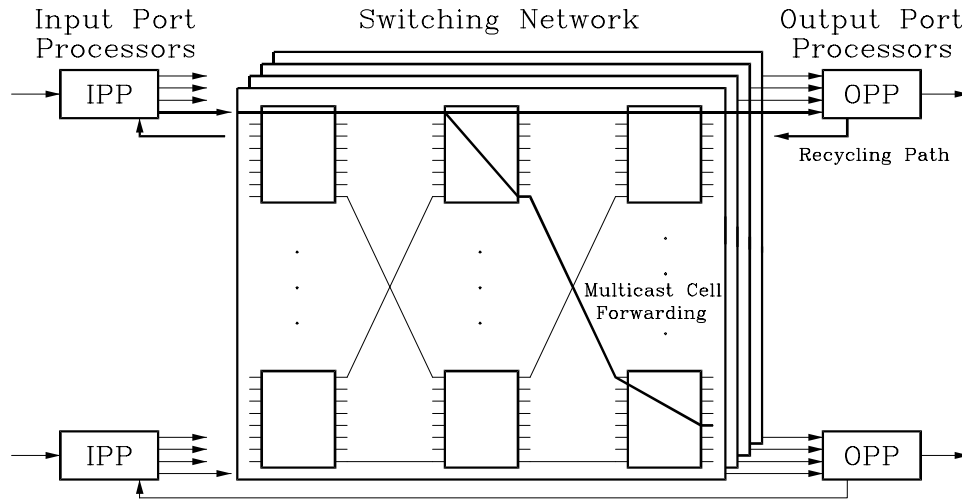 Input Port
Processors
Switching Network
Output Port
Processors
IPP
OPP
Recycling Path
Multicast Cell
Forwarding
IPP
OPP